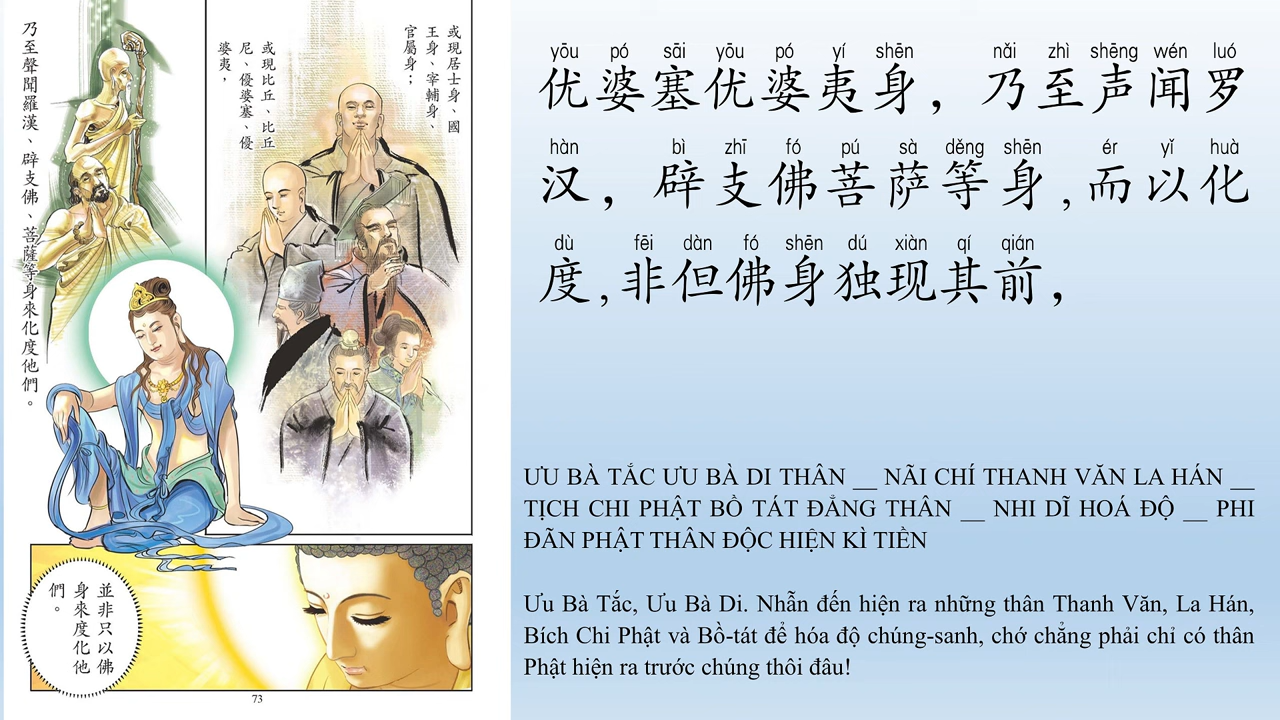 或現居士身、國
王身、宰輔身、
官屬身；
或現比丘、比丘
尼、優婆塞、優
婆夷，
乃至聲聞羅漢、辟支佛、菩薩等身來化度他們。
並非只以佛
身來度化他
們。
73
yōu pó sāi yōu pó yí shēn nǎi zhì shēng wén luó
优婆塞优婆夷身，乃至声闻罗
hàn bì zhī fó pú sà děng shēn ér yǐ huà
汉，辟支佛菩萨等身,而以化
dù fēi dàn fó shēn dú xiàn qí qián
度,非但佛身独现其前，
ƯU BÀ TẮC ƯU BÀ DI THÂN __ NÃI CHÍ THANH VĂN LA HÁN __
TỊCH CHI PHẬT BỒ TÁT ĐẲNG THÂN __ NHI DĨ HOÁ ĐỘ __ PHI
ĐÃN PHẬT THÂN ĐỘC HIỆN KÌ TIỀN
Ưu Bà Tắc, Ưu Bà Di. Nhẫn đến hiện ra những thân Thanh Văn, La Hán,
Bích Chi Phật và Bồ-tát để hóa độ chúng-sanh, chớ chẳng phải chỉ có thân
Phật hiện ra trước chúng thôi đâu!